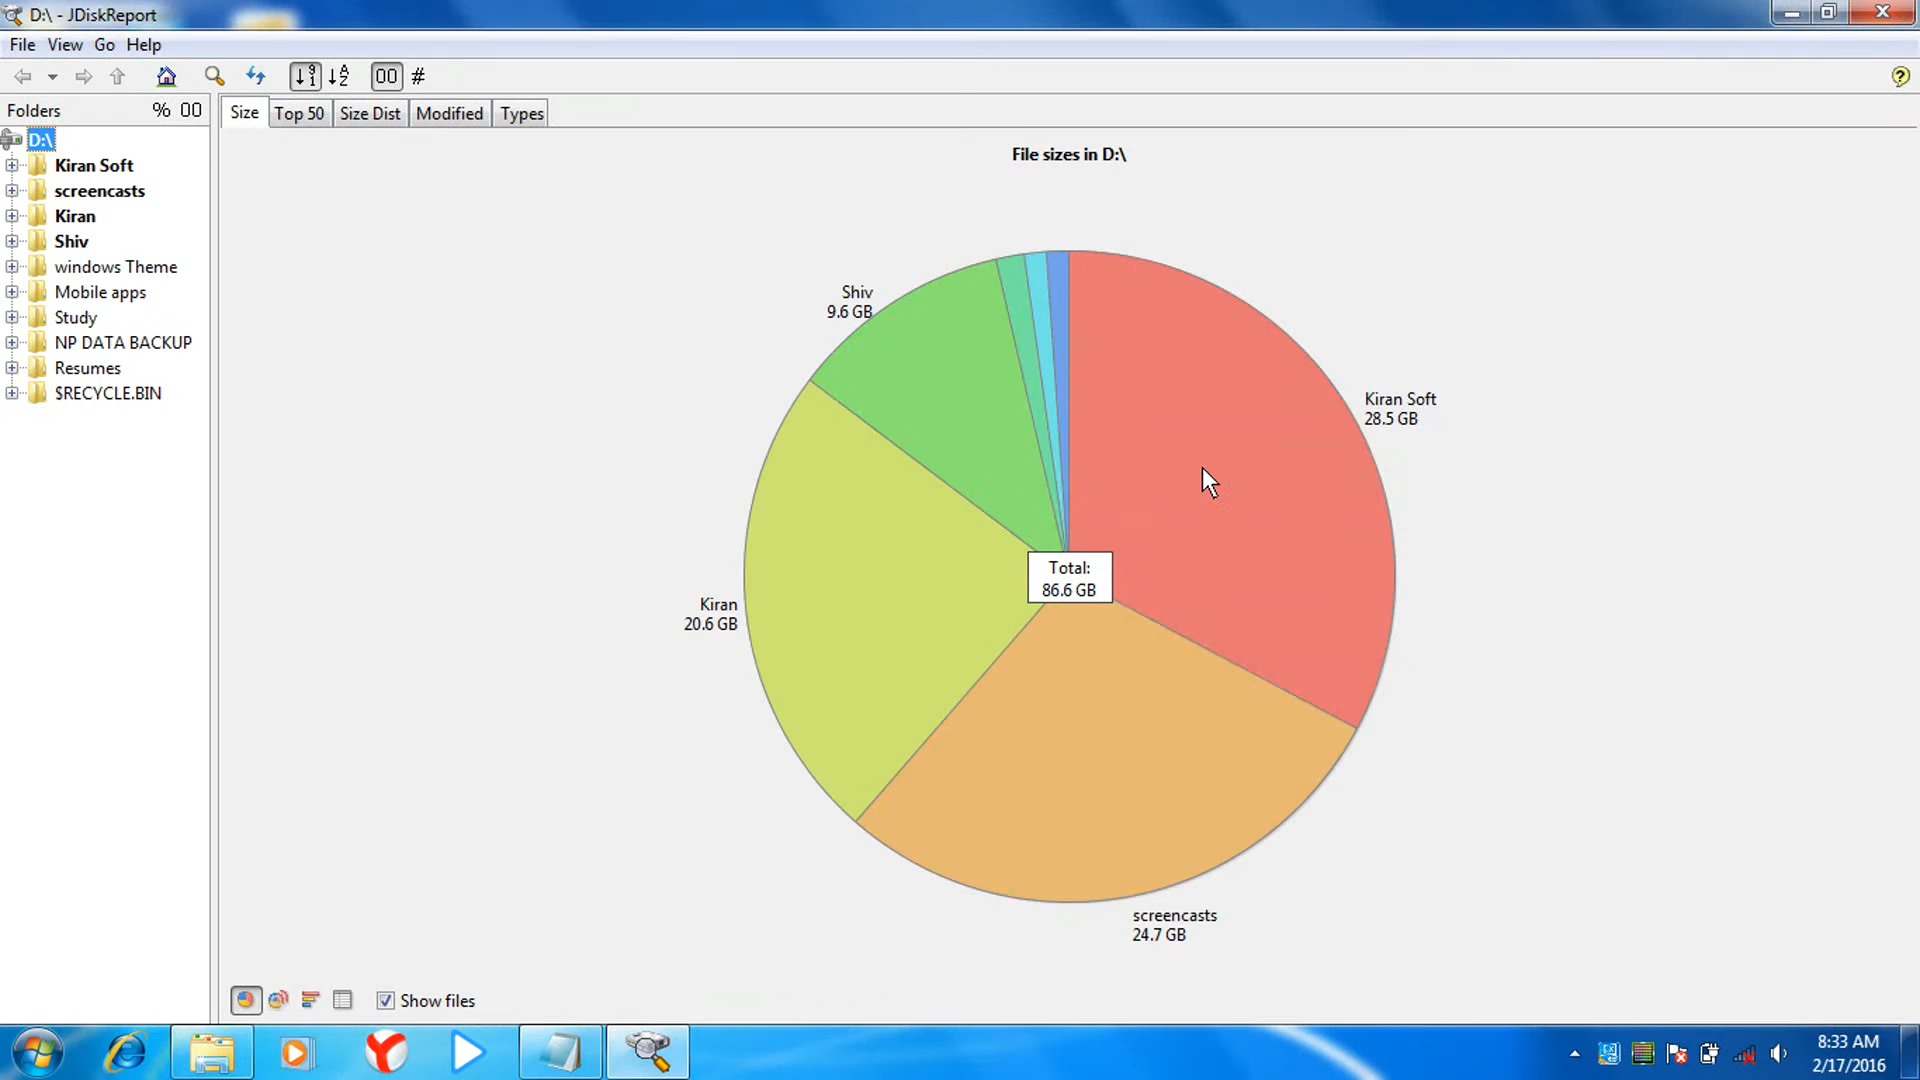 D:\ - JDiskReport
File View Go Help
00 #
Folders % 00
Size Top 50 Size Dist Modified Types
D:\
Kiran Soft
screencasts
Kiran
Shiv
windows Theme
Mobile apps
Study
NP DATA BACKUP
Resumes
$RECYCLE.BIN
File sizes in D:\
Shiv
9.6 GB
Kiran Soft
28.5 GB
Total:
86.6 GB
Kiran
20.6 GB
screencasts
24.7 GB
Show files
8:33 AM
2/17/2016